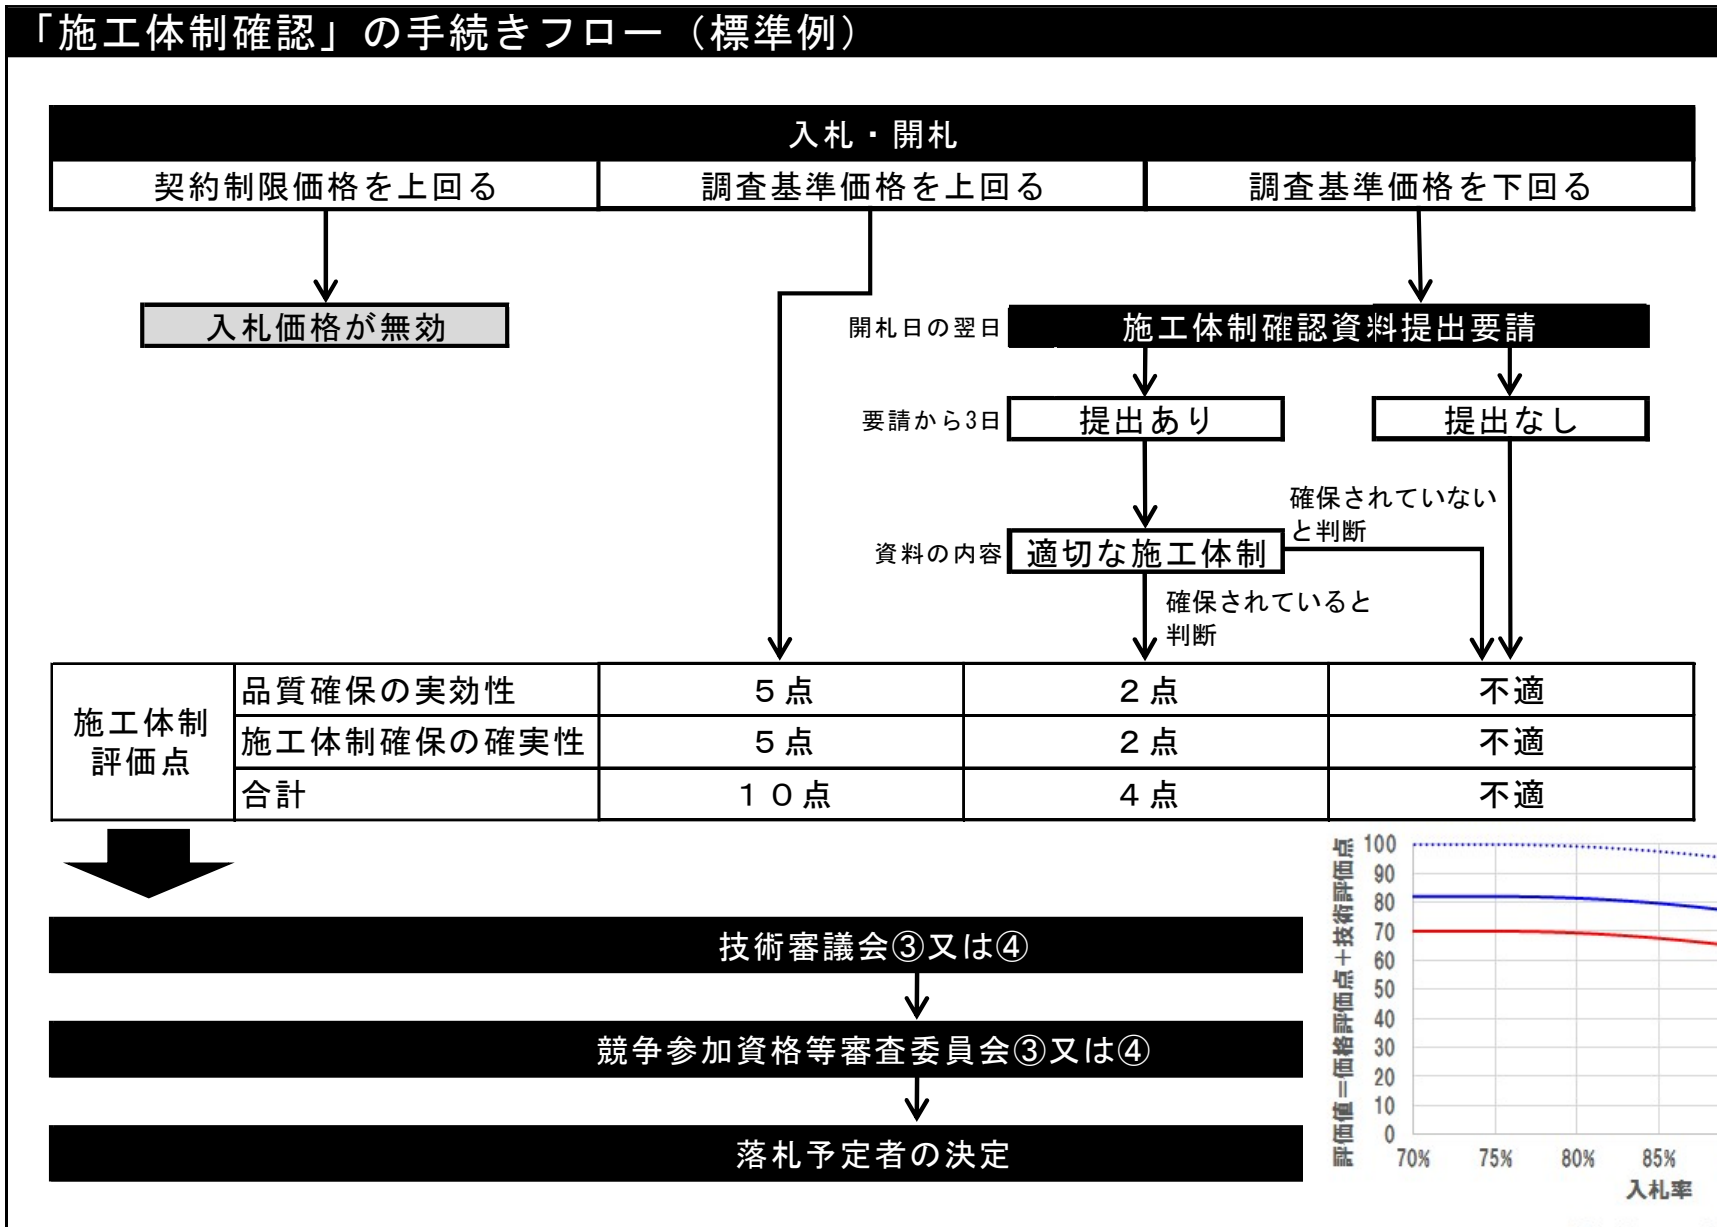 「施工体制確認」の手続きフロー（標準例）
入札・開札
契約制限価格を上回る
調査基準価格を上回る
調査基準価格を下回る
入札価格が無効
開札日の翌日
施工体制確認資料提出要請
要請から3日
提出あり
提出なし
確保されていない
と判断
資料の内容
適切な施工体制
確保されていると
判断
施工体制
評価点
品質確保の実効性
５点
２点
不適
施工体制確保の確実性
５点
２点
不適
合計
１０点
４点
不適
技術審議会③又は④
競争参加資格等審査委員会③又は④
落札予定者の決定
評価値＝価格評価点＋技術評価点
100
90
80
70
60
50
40
30
20
10
0
70%
75%
80%
85%
入札率